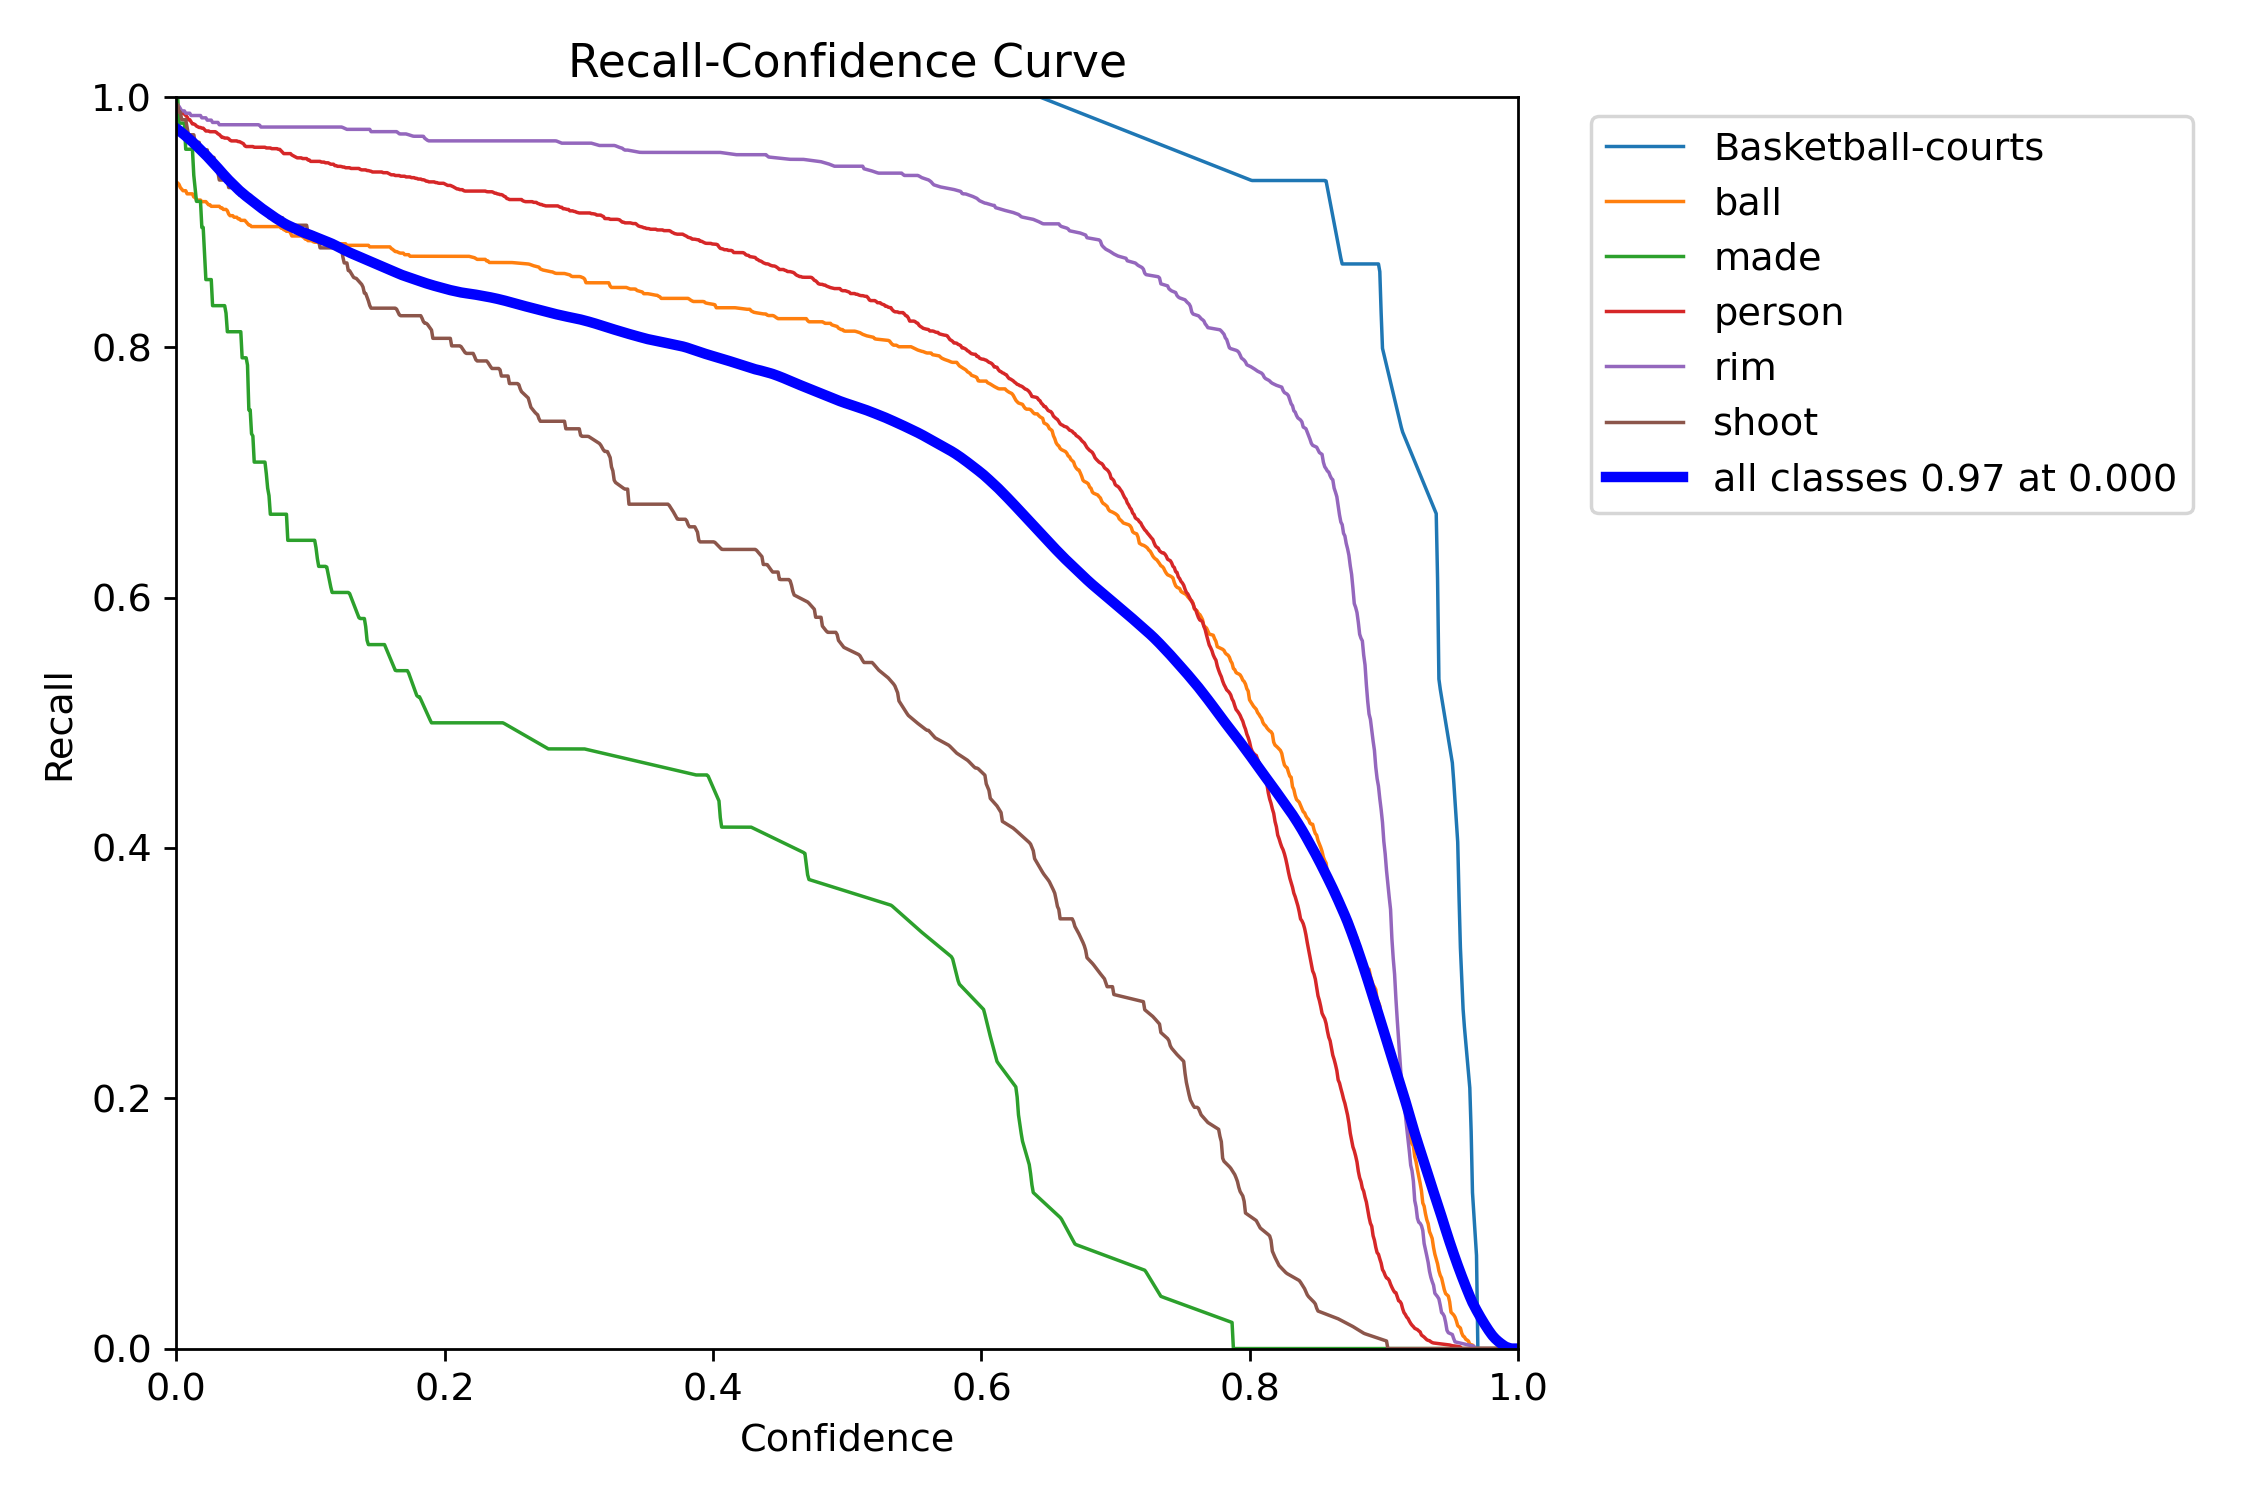 Recall-Confidence Curve
1.0
0.8
0.6
0.4
0.2
0.0
Recall
0.0 0.2 0.4 0.6 0.8 1.0
Confidence
Basketball-courts
ball
made
person
rim
shoot
all classes 0.97 at 0.000